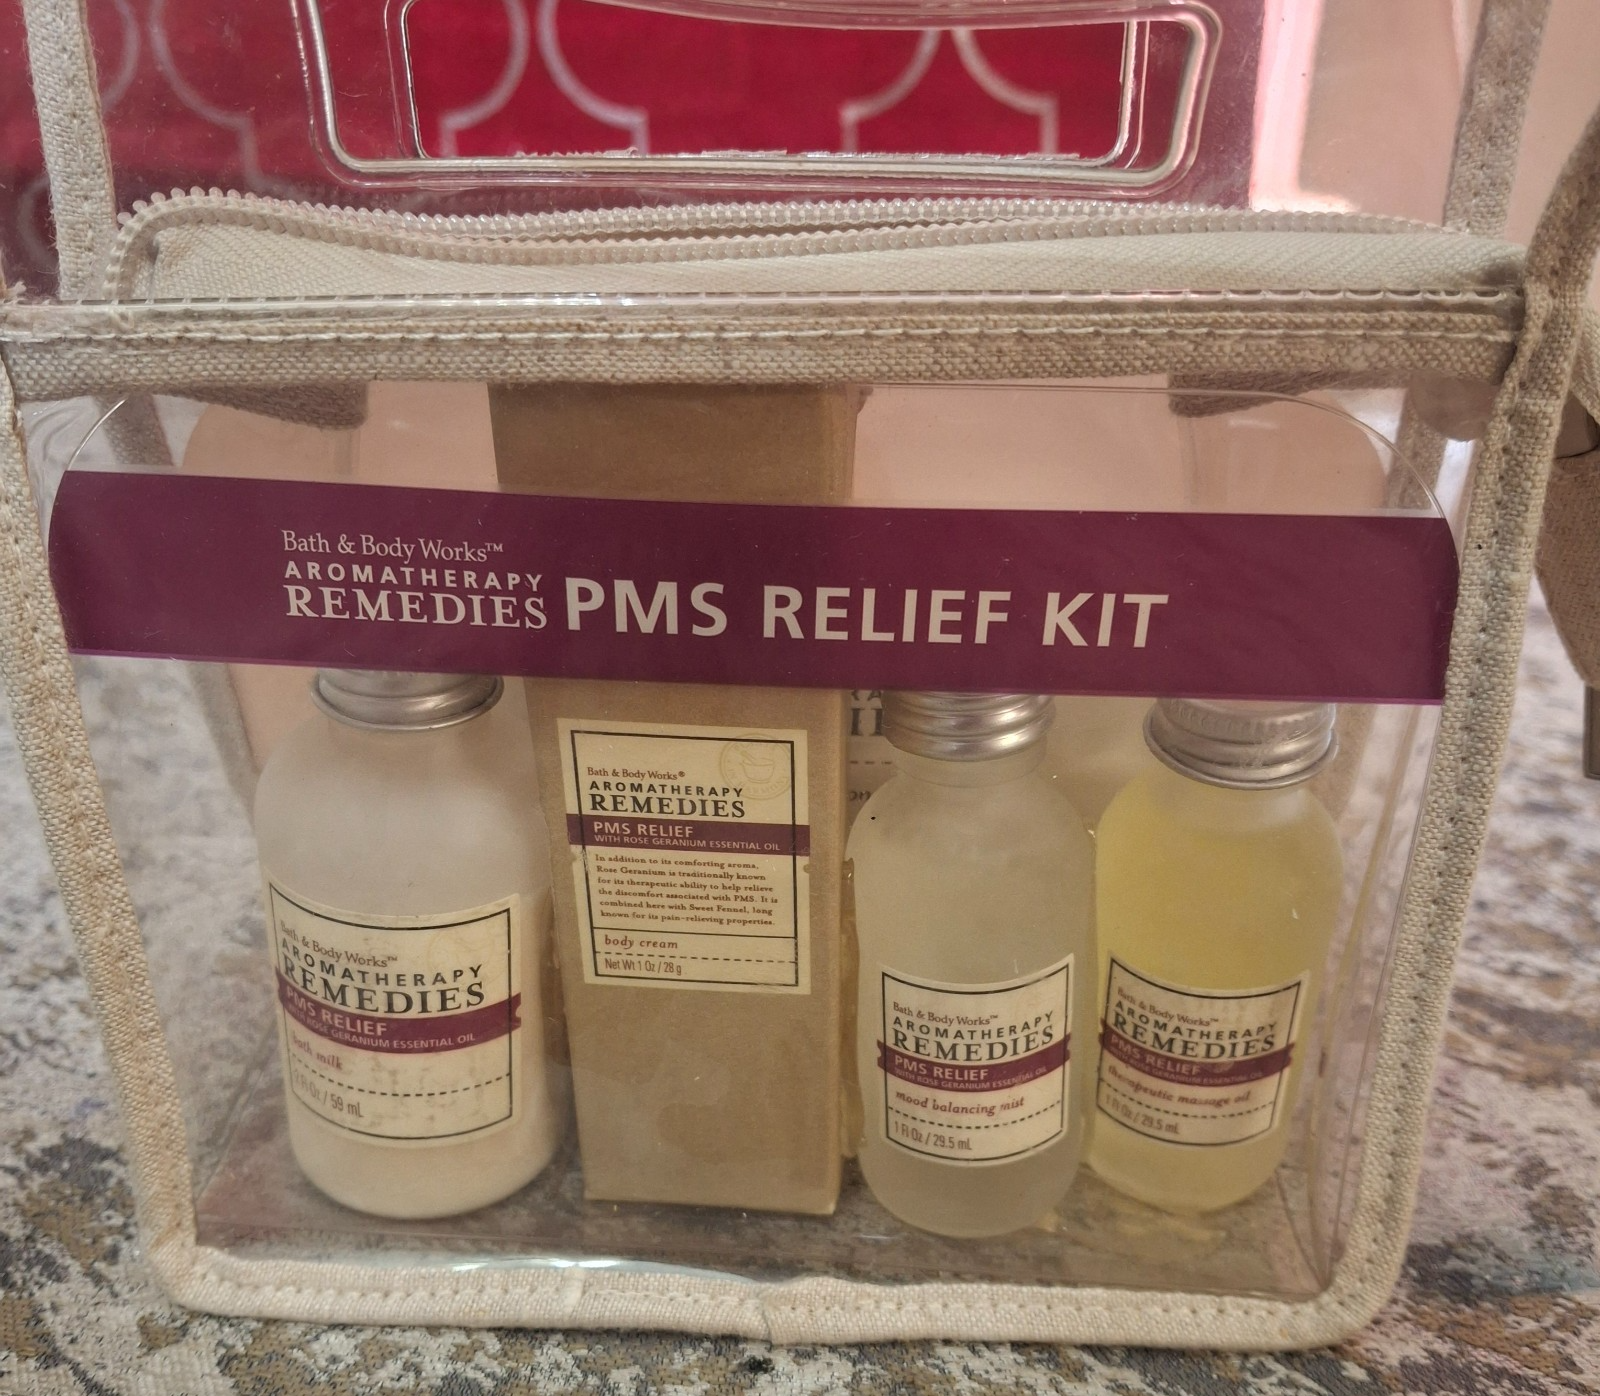 Bath & Body Works™
AROMATHERAPY
REMEDIES
PMS RELIEF KIT
Bath & Body Works™
AROMATHERAPY
REMEDIES
PMS RELIEF
WITH ROSE GERANIUM ESSENTIAL OIL
bath milk
2 Fl Oz / 59 mL
Bath & Body Works®
AROMATHERAPY
REMEDIES
PMS RELIEF
WITH ROSE GERANIUM ESSENTIAL OIL
In addition to its comforting aroma,
Rose Geranium is traditionally known
for its therapeutic ability to help relieve
the discomfort associated with PMS. It is
combined here with Sweet Fennel, long
known for its pain-relieving properties.
body cream
Net Wt 1 Oz / 28 g
Bath & Body Works™
AROMATHERAPY
REMEDIES
PMS RELIEF
WITH ROSE GERANIUM ESSENTIAL OIL
mood balancing mist
1 Fl Oz / 29.5 mL
Bath & Body Works™
AROMATHERAPY
REMEDIES
PMS RELIEF
WITH ROSE GERANIUM ESSENTIAL OIL
therapeutic massage oil
1 Fl Oz / 29.5 mL